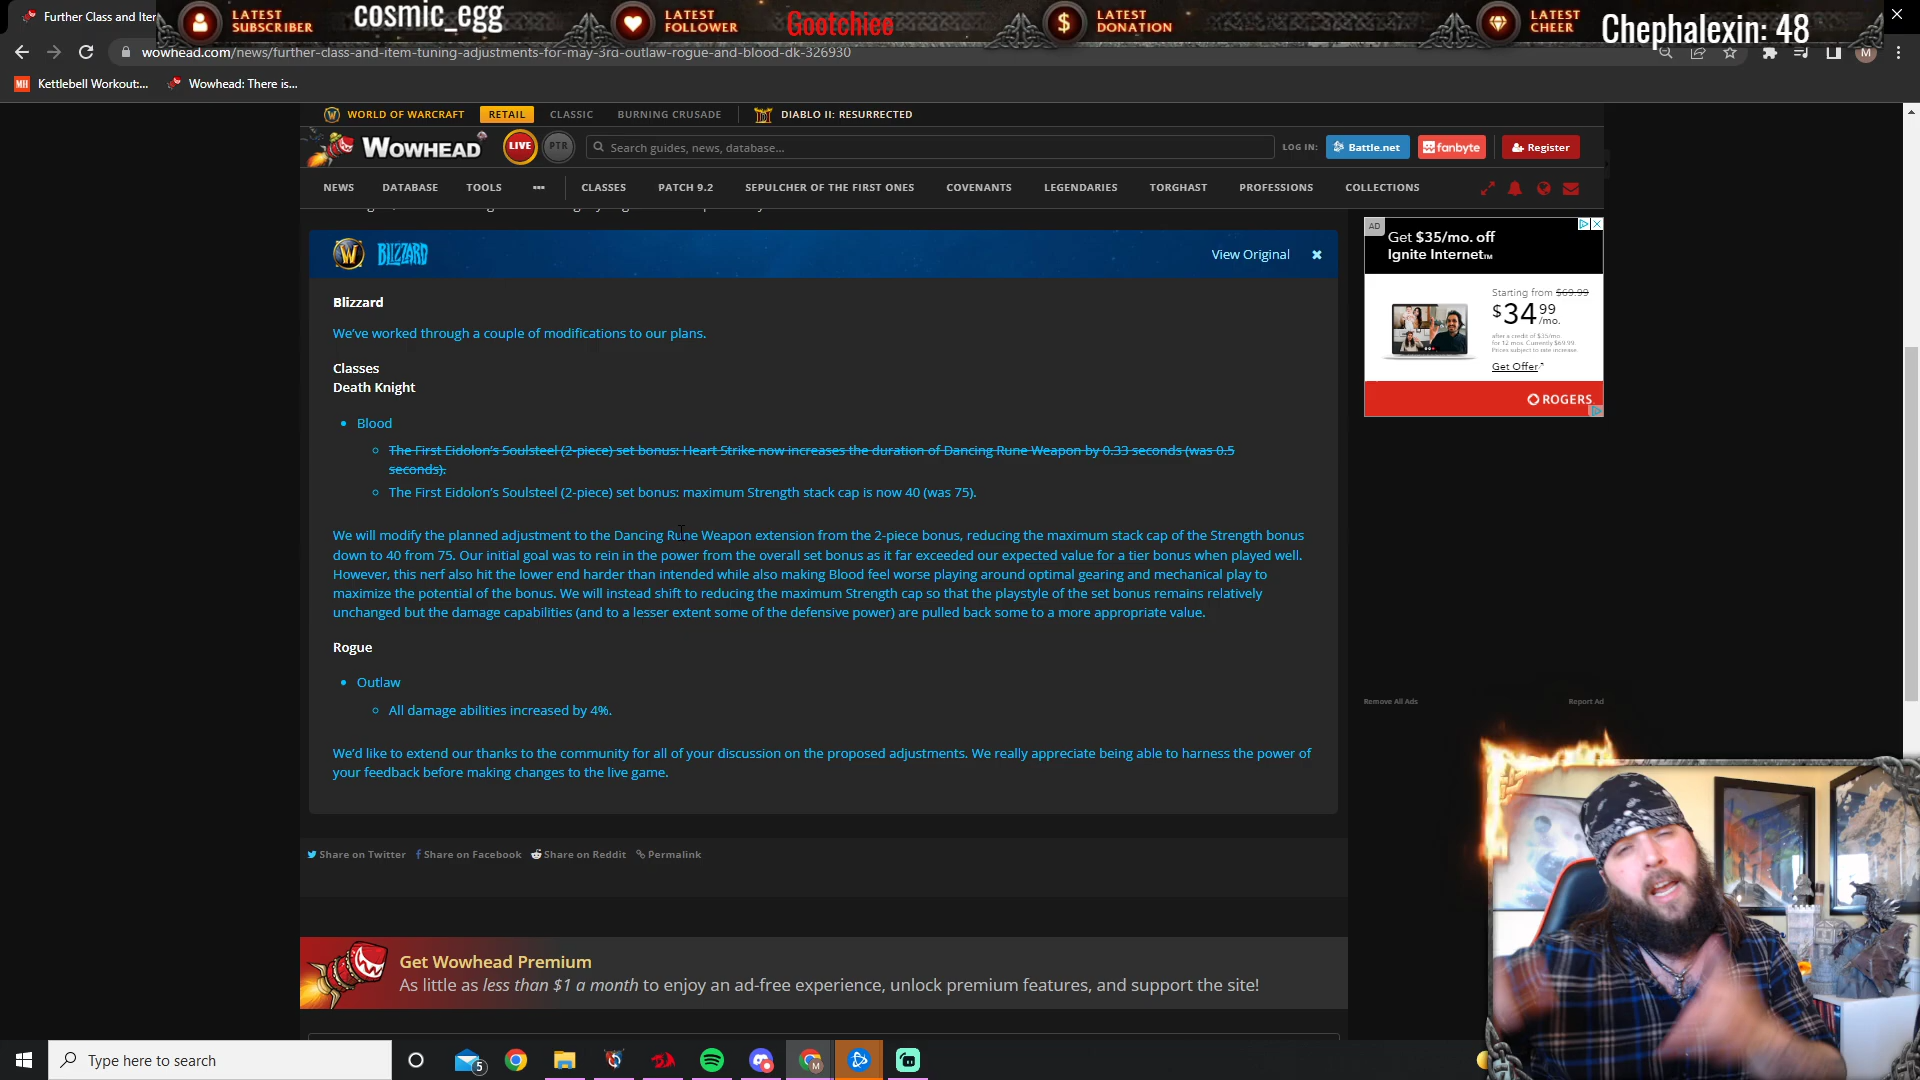 Further Class and Iter
LATEST SUBSCRIBER
cosmic_egg
LATEST FOLLOWER
Gootchiee
LATEST DONATION
LATEST CHEER
Chephalexin: 48
wowhead.com/news/further-class-and-item-tuning-adjustments-for-may-3rd-outlaw-rogue-and-blood-dk-326930
M
MH Kettlebell Workout:...
Wowhead: There is...
WORLD OF WARCRAFT RETAIL CLASSIC BURNING CRUSADE DIABLO II: RESURRECTED
WOWHEAD LIVE PTR Search guides, news, database... LOG IN: Battle.net fanbyte Register
NEWS DATABASE TOOLS ••• CLASSES PATCH 9.2 SEPULCHER OF THE FIRST ONES COVENANTS LEGENDARIES TORGHAST PROFESSIONS COLLECTIONS
W BLIZZARD View Original
Blizzard
We've worked through a couple of modifications to our plans.
Classes
Death Knight
• Blood
The First Eidolon's Soulsteel (2-piece) set bonus: Heart Strike now increases the duration of Dancing Rune Weapon by 0.33 seconds (was 0.5
seconds).
The First Eidolon's Soulsteel (2-piece) set bonus: maximum Strength stack cap is now 40 (was 75).
We will modify the planned adjustment to the Dancing Rune Weapon extension from the 2-piece bonus, reducing the maximum stack cap of the Strength bonus
down to 40 from 75. Our initial goal was to rein in the power from the overall set bonus as it far exceeded our expected value for a tier bonus when played well.
However, this nerf also hit the lower end harder than intended while also making Blood feel worse playing around optimal gearing and mechanical play to
maximize the potential of the bonus. We will instead shift to reducing the maximum Strength cap so that the playstyle of the set bonus remains relatively
unchanged but the damage capabilities (and to a lesser extent some of the defensive power) are pulled back some to a more appropriate value.
Rogue
• Outlaw
All damage abilities increased by 4%.
We'd like to extend our thanks to the community for all of your discussion on the proposed adjustments. We really appreciate being able to harness the power of
your feedback before making changes to the live game.
Share on Twitter Share on Facebook Share on Reddit Permalink
Get Wowhead Premium
As little as less than $1 a month to enjoy an ad-free experience, unlock premium features, and support the site!
AD
Get $35/mo. off
Ignite Internet™
Starting from $69.99
$34 99 /mo.
Get Offer
ROGERS
Remove All Ads Report Ad
Type here to search
5
M